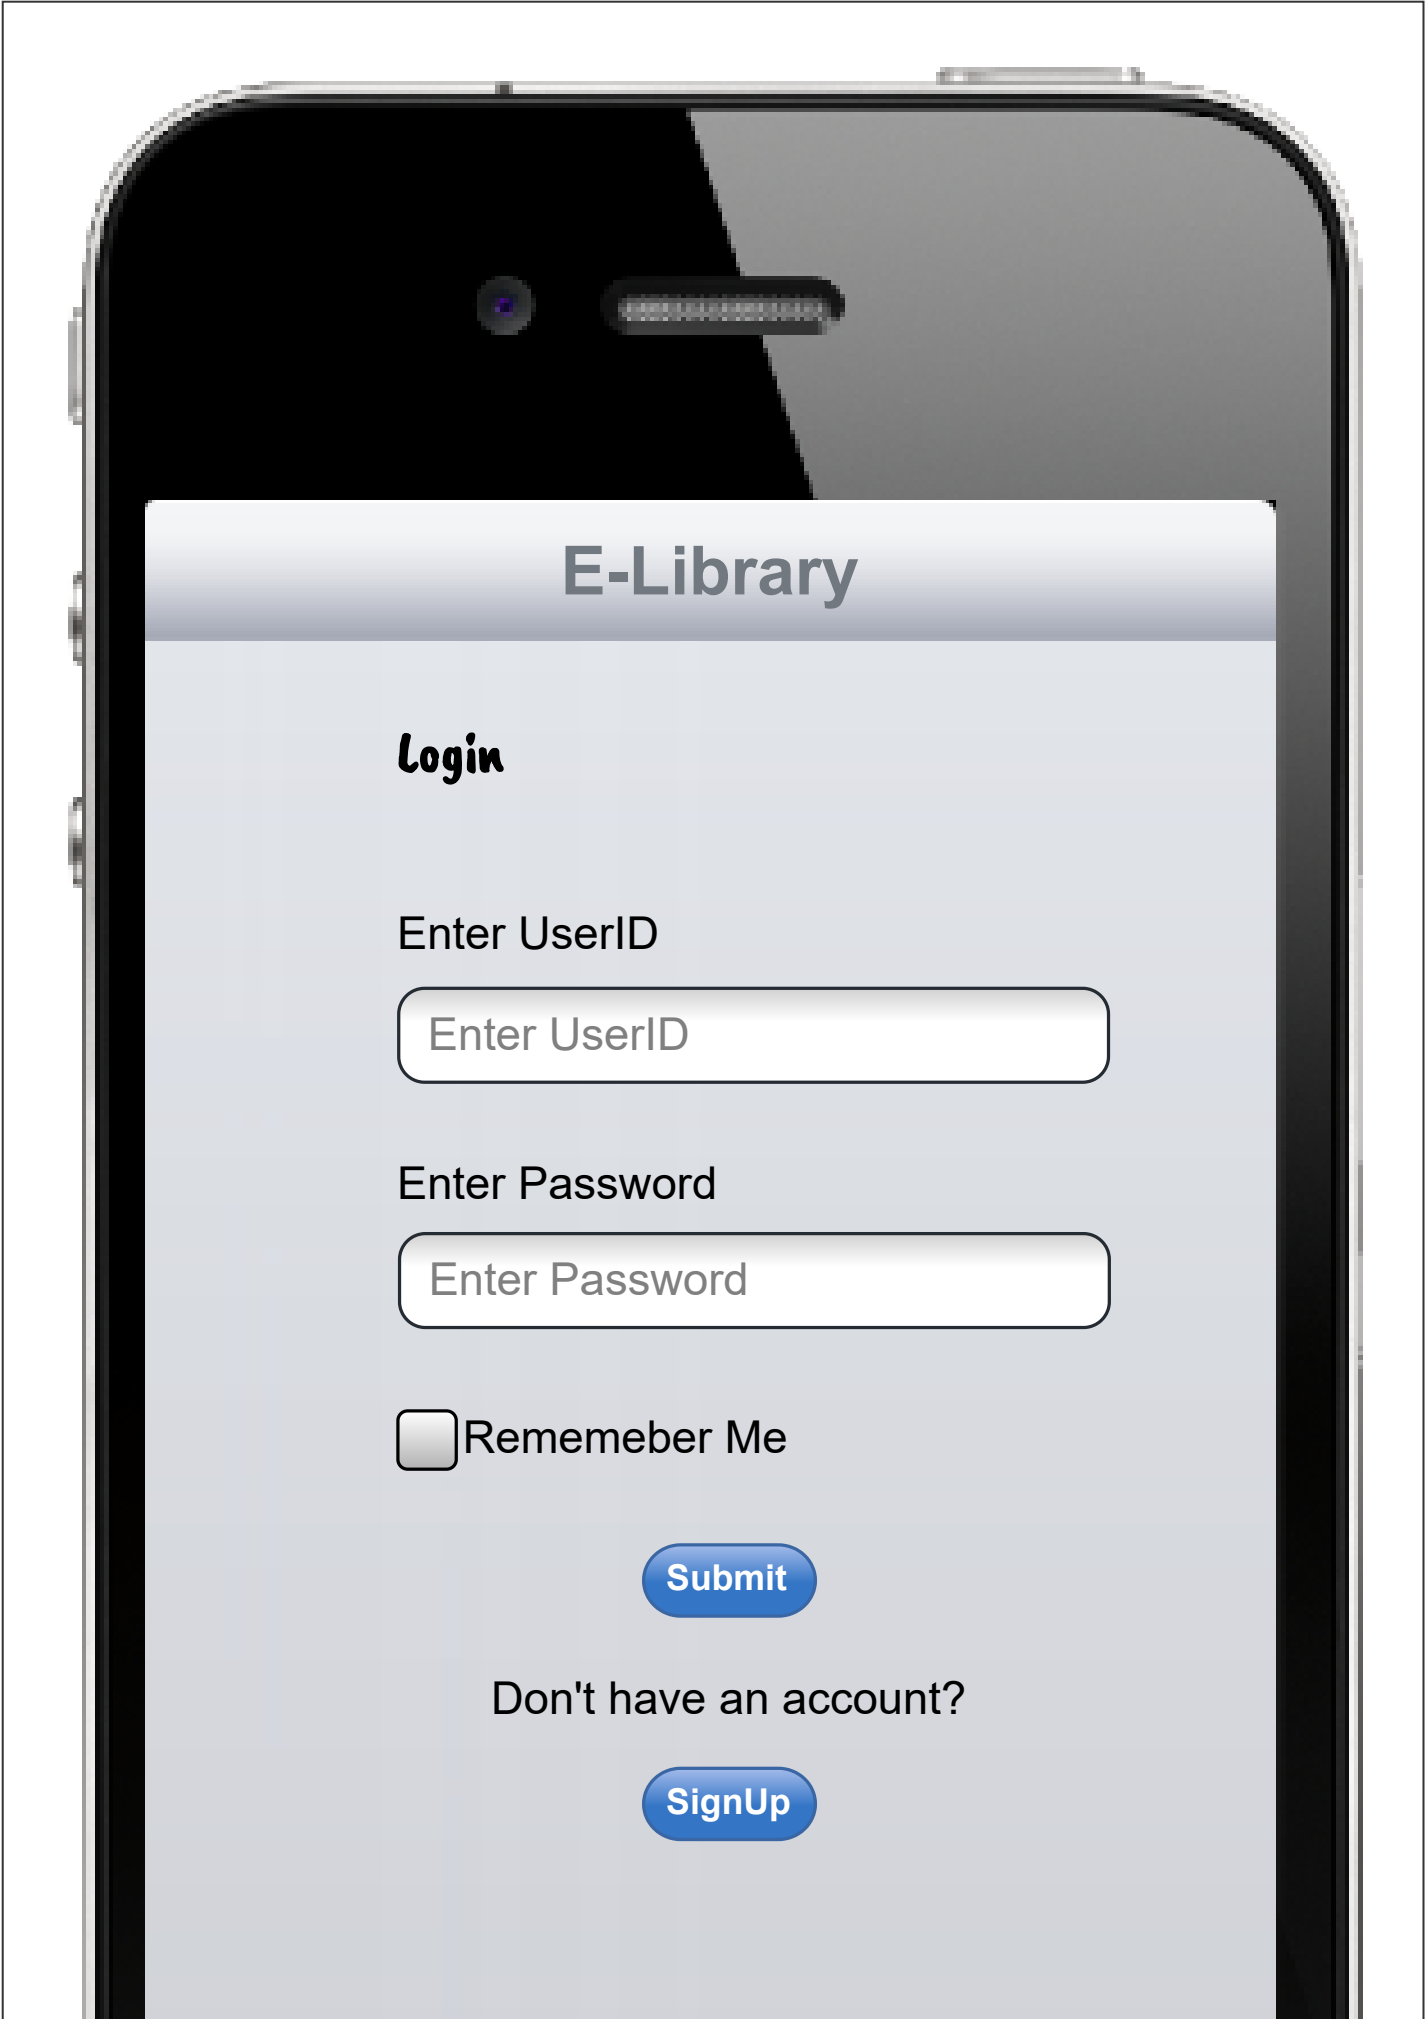 E-Library
Login
Enter UserID
Enter UserID
Enter Password
Enter Password
Rememeber Me
Submit
Don't have an account?
SignUp